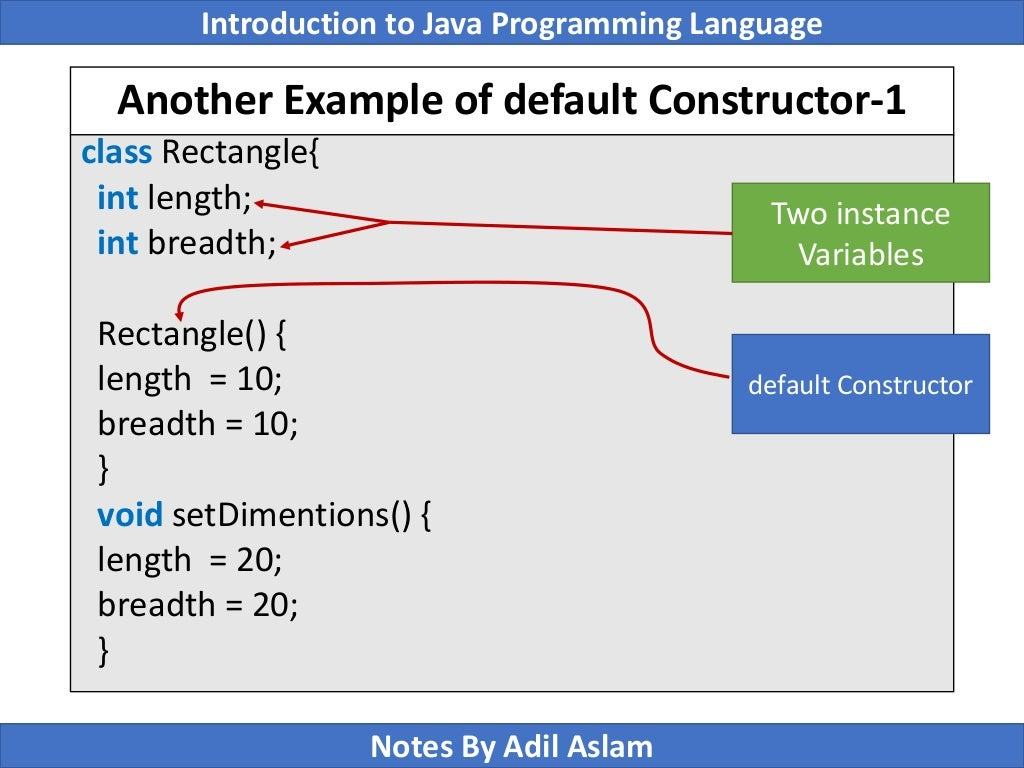 Introduction to Java Programming Language
Another Example of default Constructor-1
class Rectangle{
int length;
int breadth;
Two instance
Variables
Rectangle() {
length = 10;
breadth = 10;
}
default Constructor
void setDimentions() {
length = 20;
breadth = 20;
}
Notes By Adil Aslam